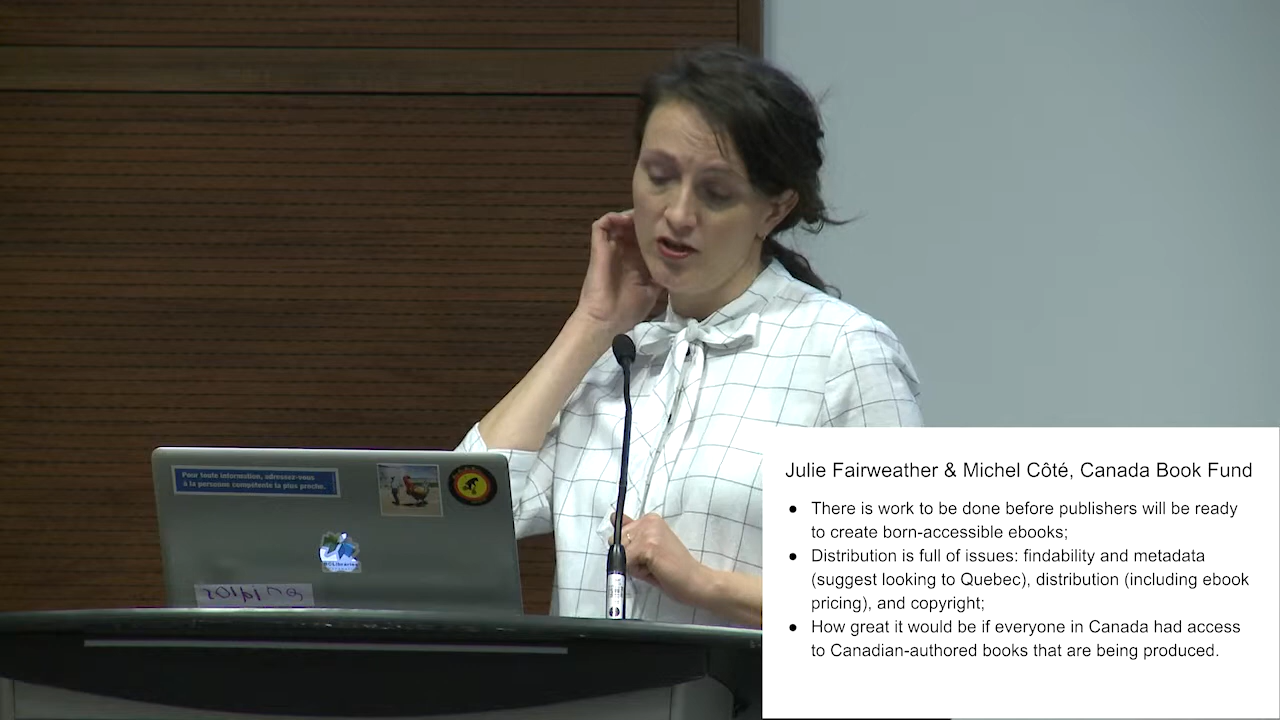 Pour toute information, adressez-vous
à la personne compétente la plus proche.
BCLibraries
Julie Fairweather & Michel Côté, Canada Book Fund
● There is work to be done before publishers will be ready
to create born-accessible ebooks;
● Distribution is full of issues: findability and metadata
(suggest looking to Quebec), distribution (including ebook
pricing), and copyright;
● How great it would be if everyone in Canada had access
to Canadian-authored books that are being produced.